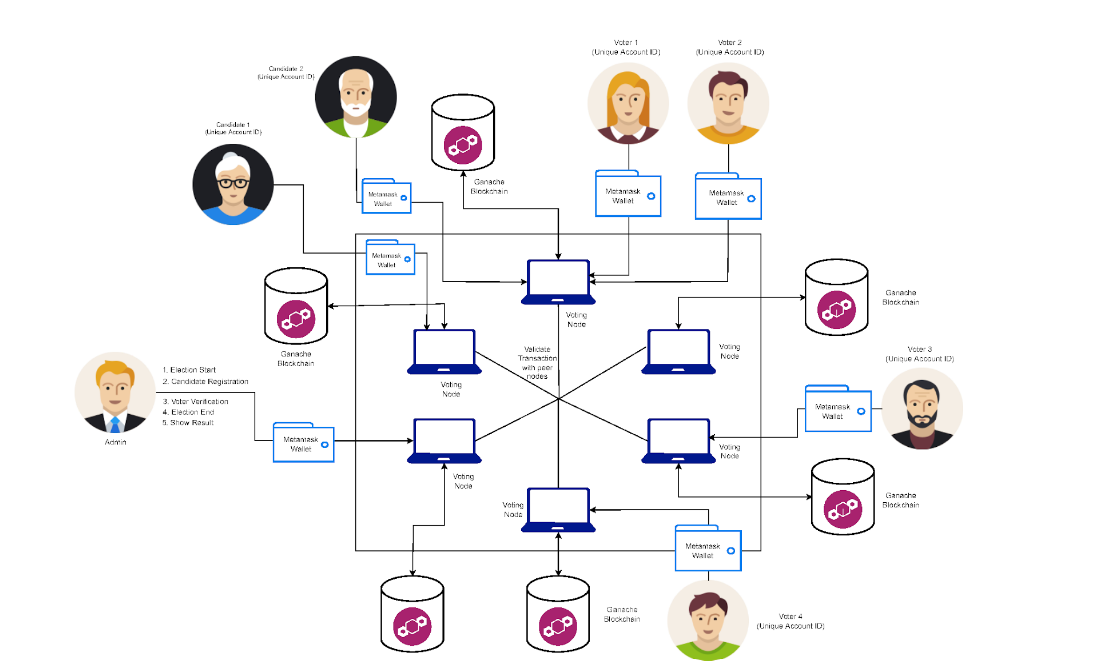 Voter 1
(Unique Account ID)
Voter 2
(Unique Account ID)
Candidate 2
(Unique Account ID)
Candidate 1
(Unique Account ID)
Ganache
Blockchain
Metamask
Wallet
Metamask
Wallet
Metamask
Wallet
Metamask
Wallet
Ganache
Blockchain
Voting
Node
Ganache
Blockchain
Validate
Transaction
with peer
nodes
Voting
Node
Voter 3
(Unique Account ID)
1. Election Start
2. Candidate Registration
3. Voter Verification
4. Election End
5. Show Result
Admin
Voting
Node
Metamask
Wallet
Metamask
Wallet
Voting
Node
Voting
Node
Voting
Node
Ganache
Blockchain
Metamask
Wallet
Ganache
Blockchain
Voter 4
(Unique Account ID)